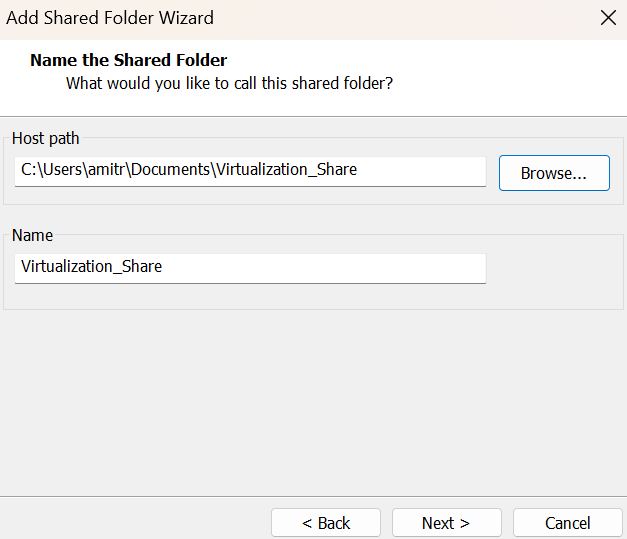 Add Shared Folder Wizard
Name the Shared Folder
What would you like to call this shared folder?
Host path
C:\Users\amitr\Documents\Virtualization_Share
Browse...
Name
Virtualization_Share
< Back
Next >
Cancel